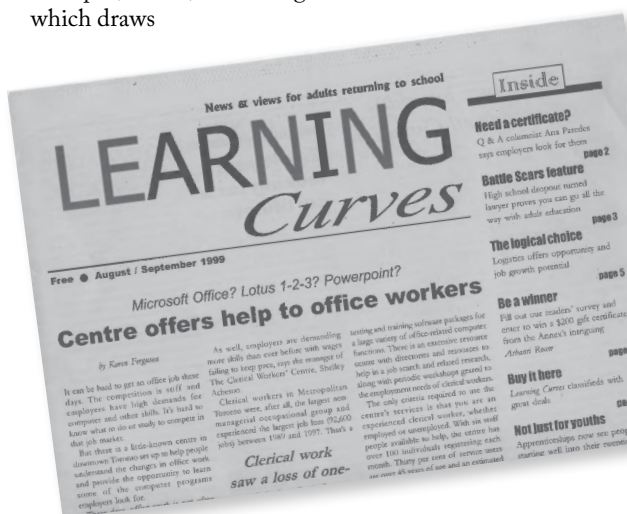 which draws
News & views for adults returning to school
LEARNING
Curves
Free ● August / September 1999
Microsoft Office? Lotus 1-2-3? Powerpoint?
Centre offers help to office workers
by Karen Ferguson
It can be hard to get an office job these
days. The competition is stiff and
employers have high demands for
computer and other skills. It's hard to
know what to do or study to compete in
that job market.
But there is a little-known centre in
downtown Toronto set up to help people
understand the changes in office work
and provide the opportunity to learn
some of the computer programs
employers look for.
As well, employers are demanding
more skills than ever before with wages
failing to keep pace, says the manager of
The Clerical Workers' Centre, Shelley
Acheson.
Clerical workers in Metropolitan
Toronto were, after all, the largest non-
managerial occupational group and
experienced the largest job loss (92,600
jobs) between 1989 and 1997. That's a
Clerical work
saw a loss of one-
testing and training software packages for
a large variety of office-related computer
functions. There is an extensive resource
centre with directories and resources to
help in a job search and related research,
along with periodic workshops geared to
the employment needs of clerical workers.
The only criteria required to use the
centre's services is that you are an
experienced clerical worker, whether
employed or unemployed. With six staff
people available to help, the centre has
over 100 individuals registering each
month. Thirty per cent of service users
are over 45 years of age and an estimated
Inside
Need a certificate?
Q & A columnist Ana Paredes
says employers look for them
page 2
Battle Scars feature
High school dropout turned
lawyer proves you can go all the
way with adult education
page 3
The logical choice
Logistics offers opportunity and
job growth potential
page 5
Be a winner
Fill out our readers' survey and
enter to win a $200 gift certificate
from the Annex's intriguing
page
Buy it here
Learning Curves classifieds with
great deals
Not Just for youths
Apprenticeships now see peop
starting well into their twentie